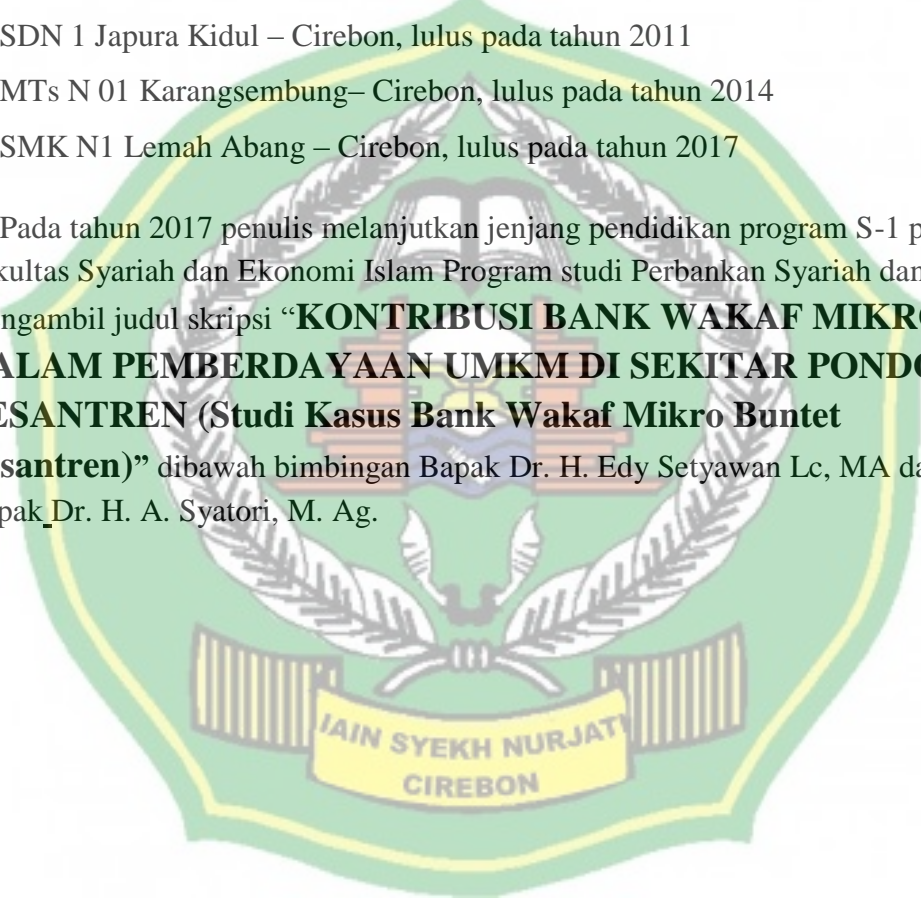 SDN 1 Japura Kidul – Cirebon, lulus pada tahun 2011
MTs N 01 Karangsembung– Cirebon, lulus pada tahun 2014
SMK N1 Lemah Abang – Cirebon, lulus pada tahun 2017
Pada tahun 2017 penulis melanjutkan jenjang pendidikan program S-1 p
kultas Syariah dan Ekonomi Islam Program studi Perbankan Syariah dan
ngambil judul skripsi “KONTRIBUSI BANK WAKAF MIKRO
ALAM PEMBERDAYAAN UMKM DI SEKITAR PONDO
ESANTREN (Studi Kasus Bank Wakaf Mikro Buntet
santren)” dibawah bimbingan Bapak Dr. H. Edy Setyawan Lc, MA da
pak Dr. H. A. Syatori, M. Ag.
IAIN SYEKH NURJATI
CIREBON